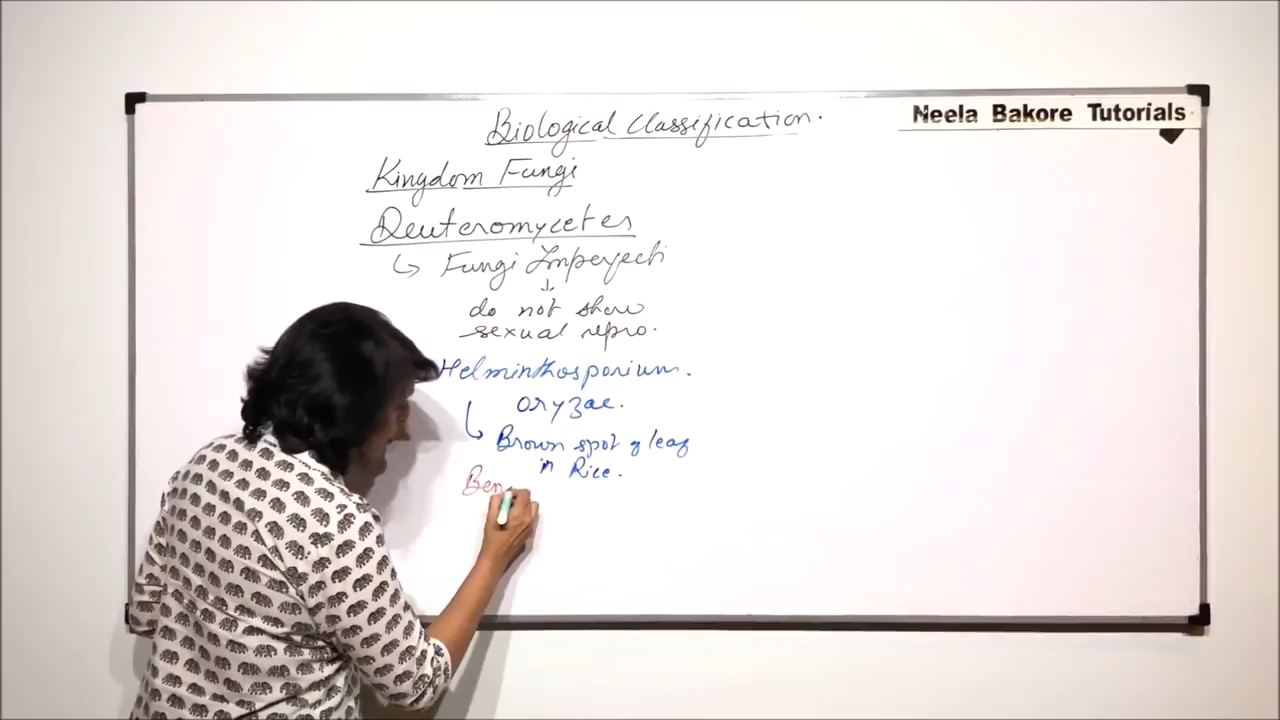 Neela Bakore Tutorials
Biological Classification.
Kingdom Fungi
Deuteromycetes
↳ Fungi Imperfecti
↓
do not show
sexual repro.
Helminthosporium.
oryzae.
↳ Brown spot of leaf
in Rice.
Ben